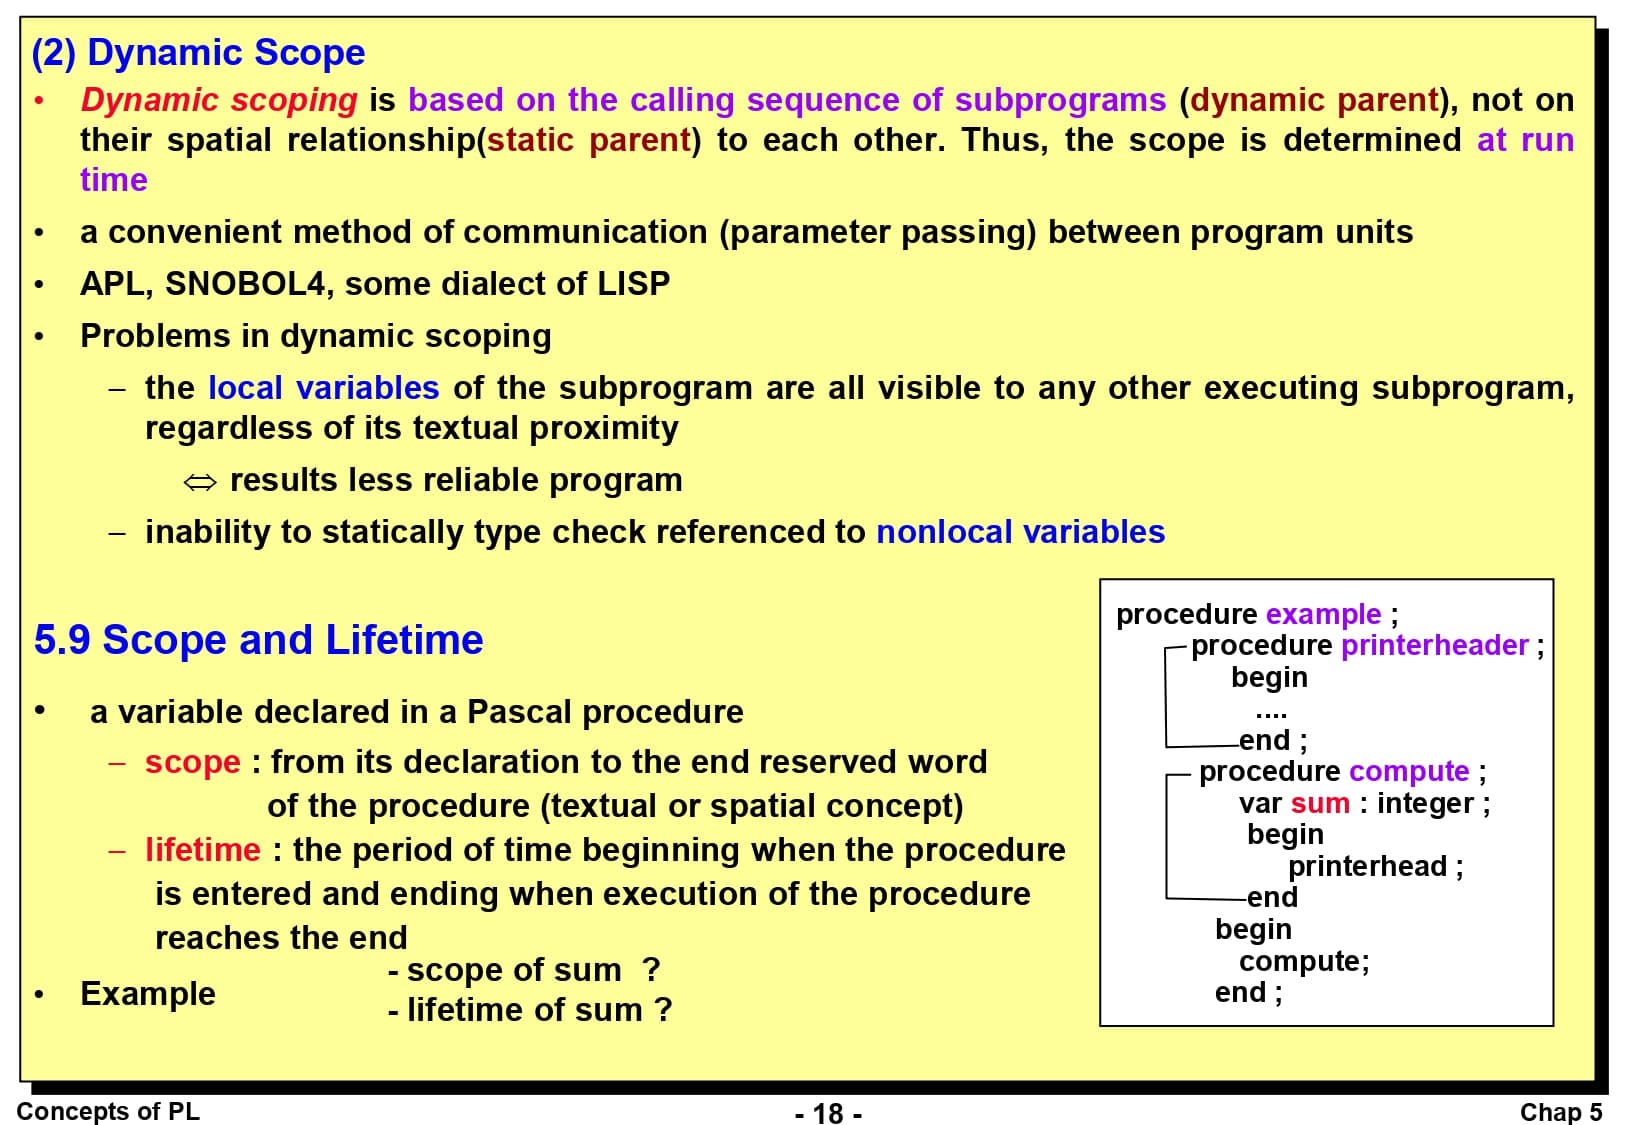 (2) Dynamic Scope
• Dynamic scoping is based on the calling sequence of subprograms (dynamic parent), not on
their spatial relationship(static parent) to each other. Thus, the scope is determined at run
time
• a convenient method of communication (parameter passing) between program units
• APL, SNOBOL4, some dialect of LISP
• Problems in dynamic scoping
– the local variables of the subprogram are all visible to any other executing subprogram,
regardless of its textual proximity
⇔ results less reliable program
– inability to statically type check referenced to nonlocal variables
5.9 Scope and Lifetime
• a variable declared in a Pascal procedure
– scope : from its declaration to the end reserved word
of the procedure (textual or spatial concept)
– lifetime : the period of time beginning when the procedure
is entered and ending when execution of the procedure
reaches the end
• Example
- scope of sum ?
- lifetime of sum ?
procedure example ;
procedure printerheader ;
begin
....
end ;
procedure compute ;
var sum : integer ;
begin
printerhead ;
end
begin
compute;
end ;
Concepts of PL
- 18 -
Chap 5